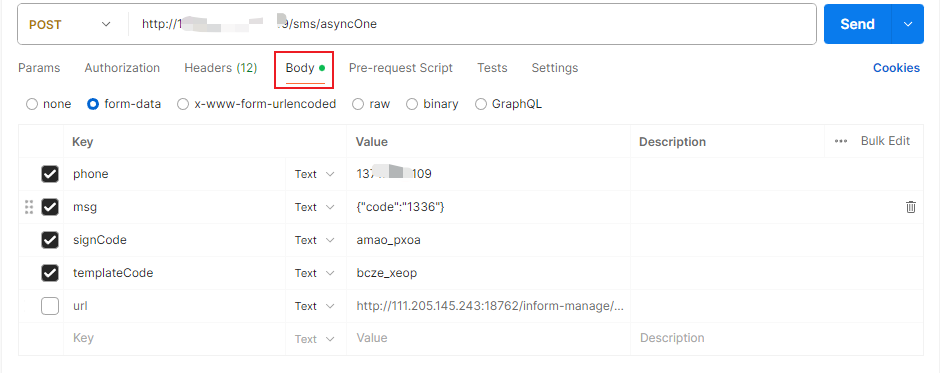 POST http://1 9/sms/asyncOne Send
Params Authorization Headers (12) Body Pre-request Script Tests Settings Cookies
none form-data x-www-form-urlencoded raw binary GraphQL
Key Value Description ••• Bulk Edit
phone Text 137 109
msg Text {"code":"1336"}
signCode Text amao_pxoa
templateCode Text bcze_xeop
url Text http://111.205.145.243:18762/inform-manage/...
Key Text Value Description